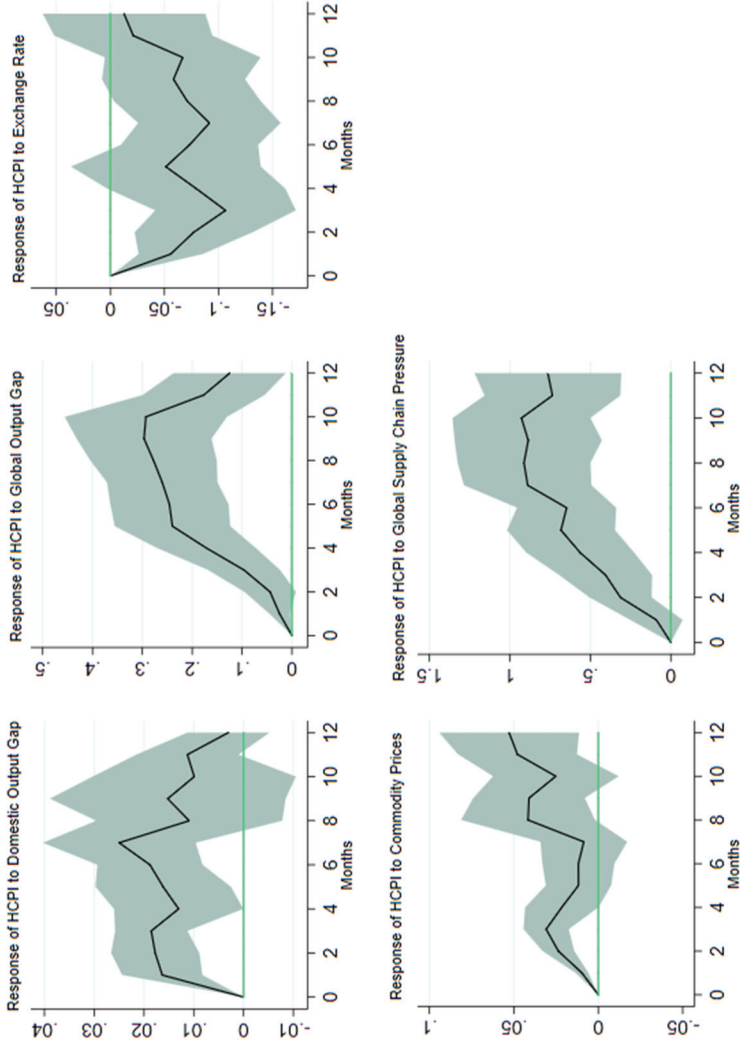 Response of HCPI to Domestic Output Gap
.04
.03
.02
.01
0
-.01
0 2 4 6 8 10 12
Months
Response of HCPI to Global Output Gap
.5
.4
.3
.2
.1
0
0 2 4 6 8 10 12
Months
Response of HCPI to Exchange Rate
.05
0
-.05
-.1
-.15
0 2 4 6 8 10 12
Months
Response of HCPI to Commodity Prices
.1
.05
0
-.05
0 2 4 6 8 10 12
Months
Response of HCPI to Global Supply Chain Pressure
1.5
1
.5
0
0 2 4 6 8 10 12
Months